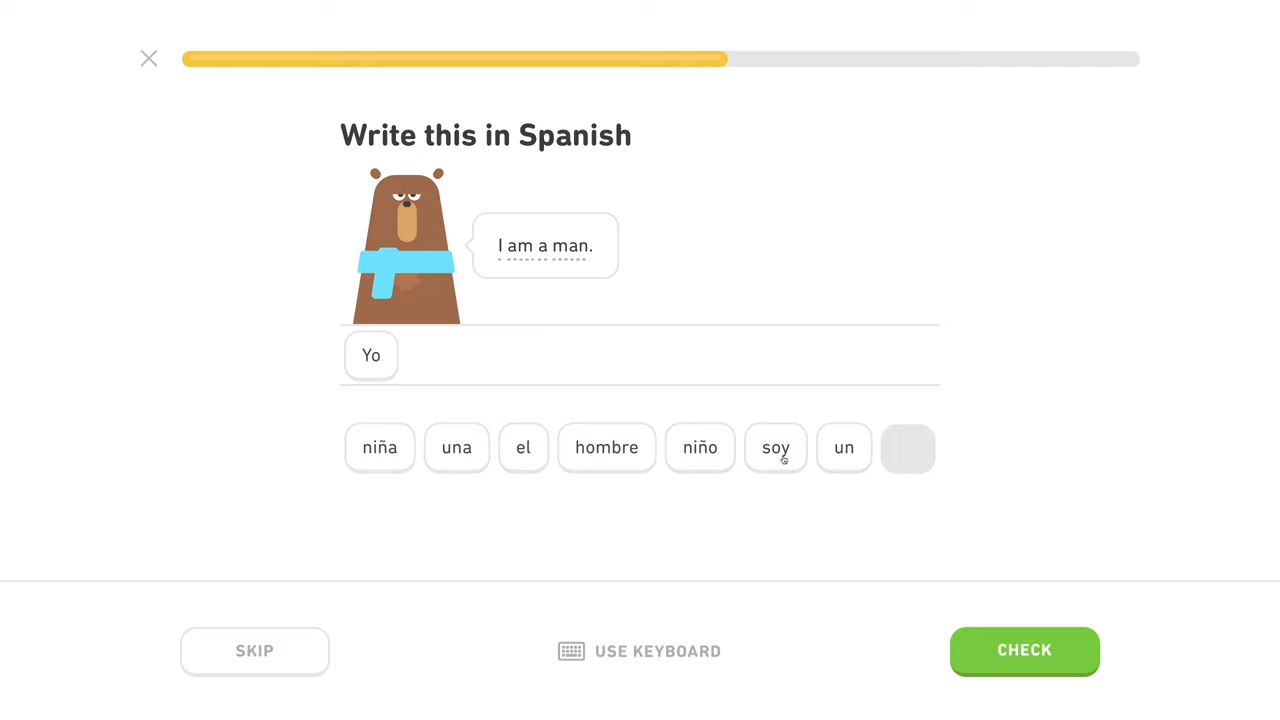 Write this in Spanish
I am a man.
Yo
niña una el hombre niño soy un
SKIP USE KEYBOARD CHECK